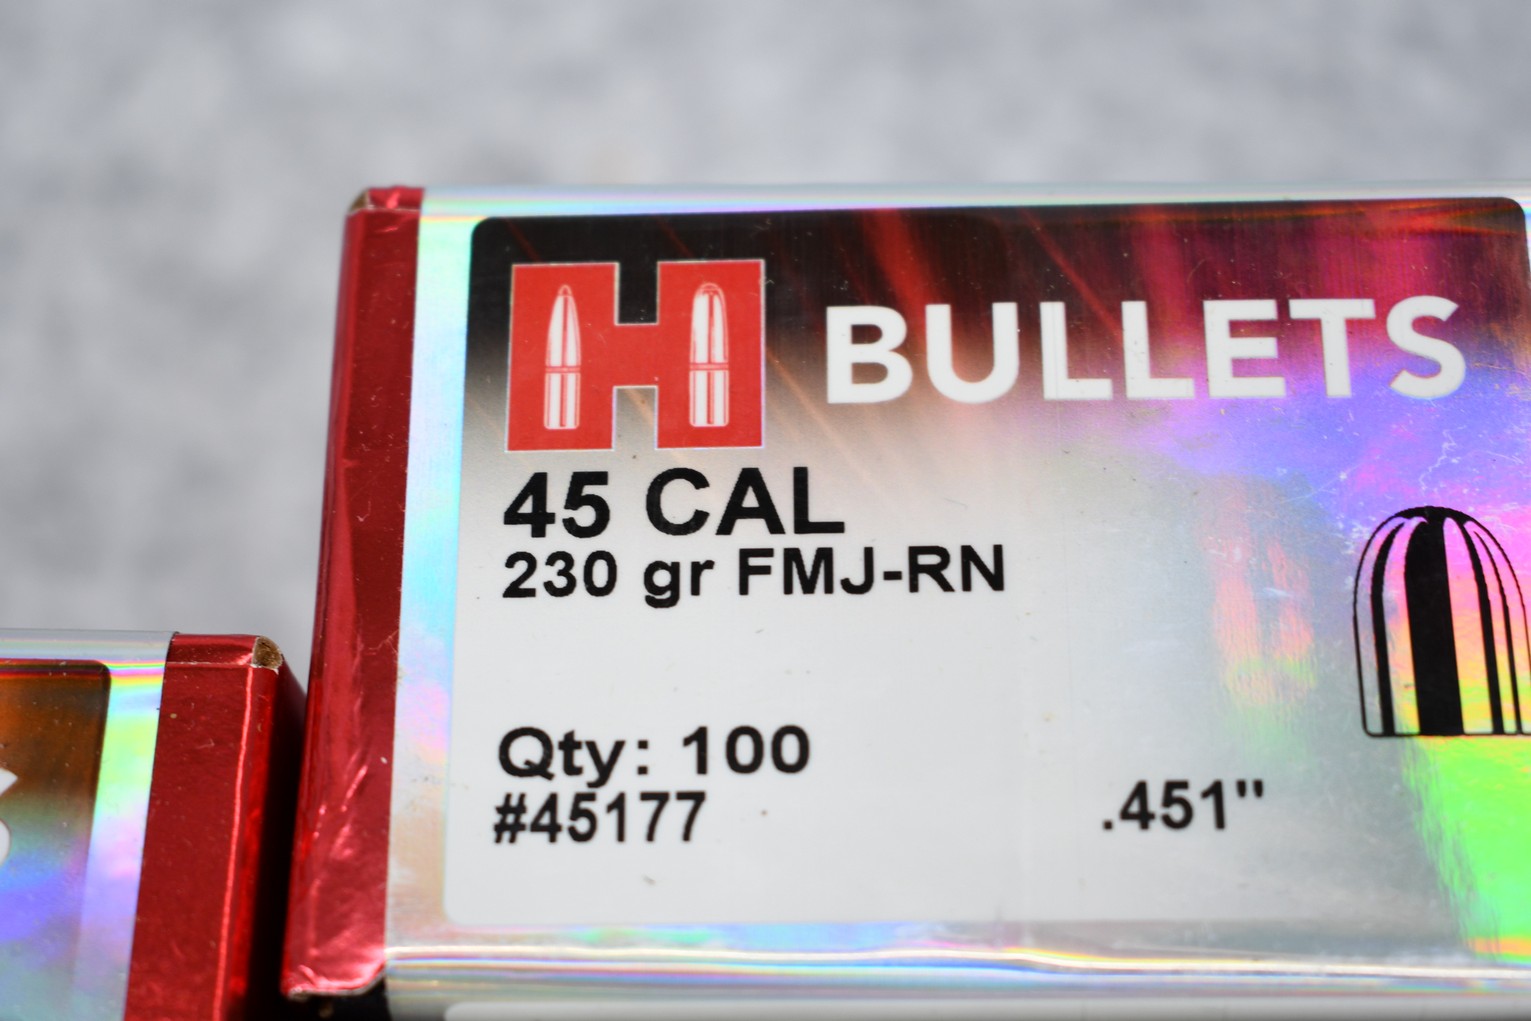 H BULLETS
45 CAL
230 gr FMJ-RN
Qty: 100
#45177
.451"